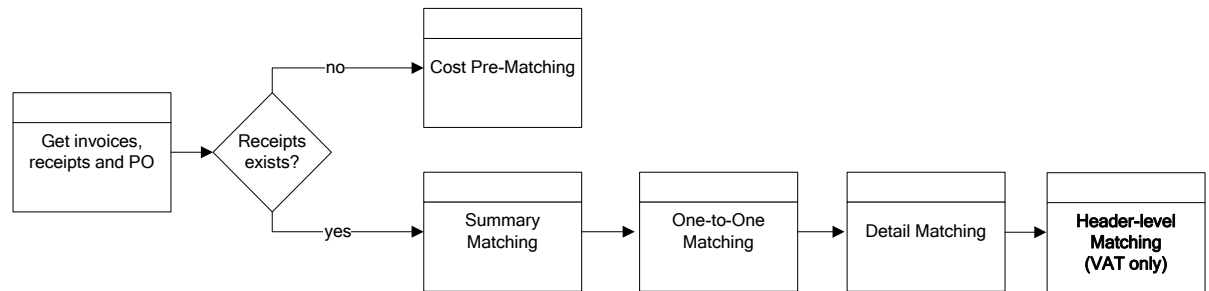 Get invoices,
receipts and PO
Receipts
exists?
no
Cost Pre-Matching
yes
Summary
Matching
One-to-One
Matching
Detail Matching
Header-level
Matching
(VAT only)